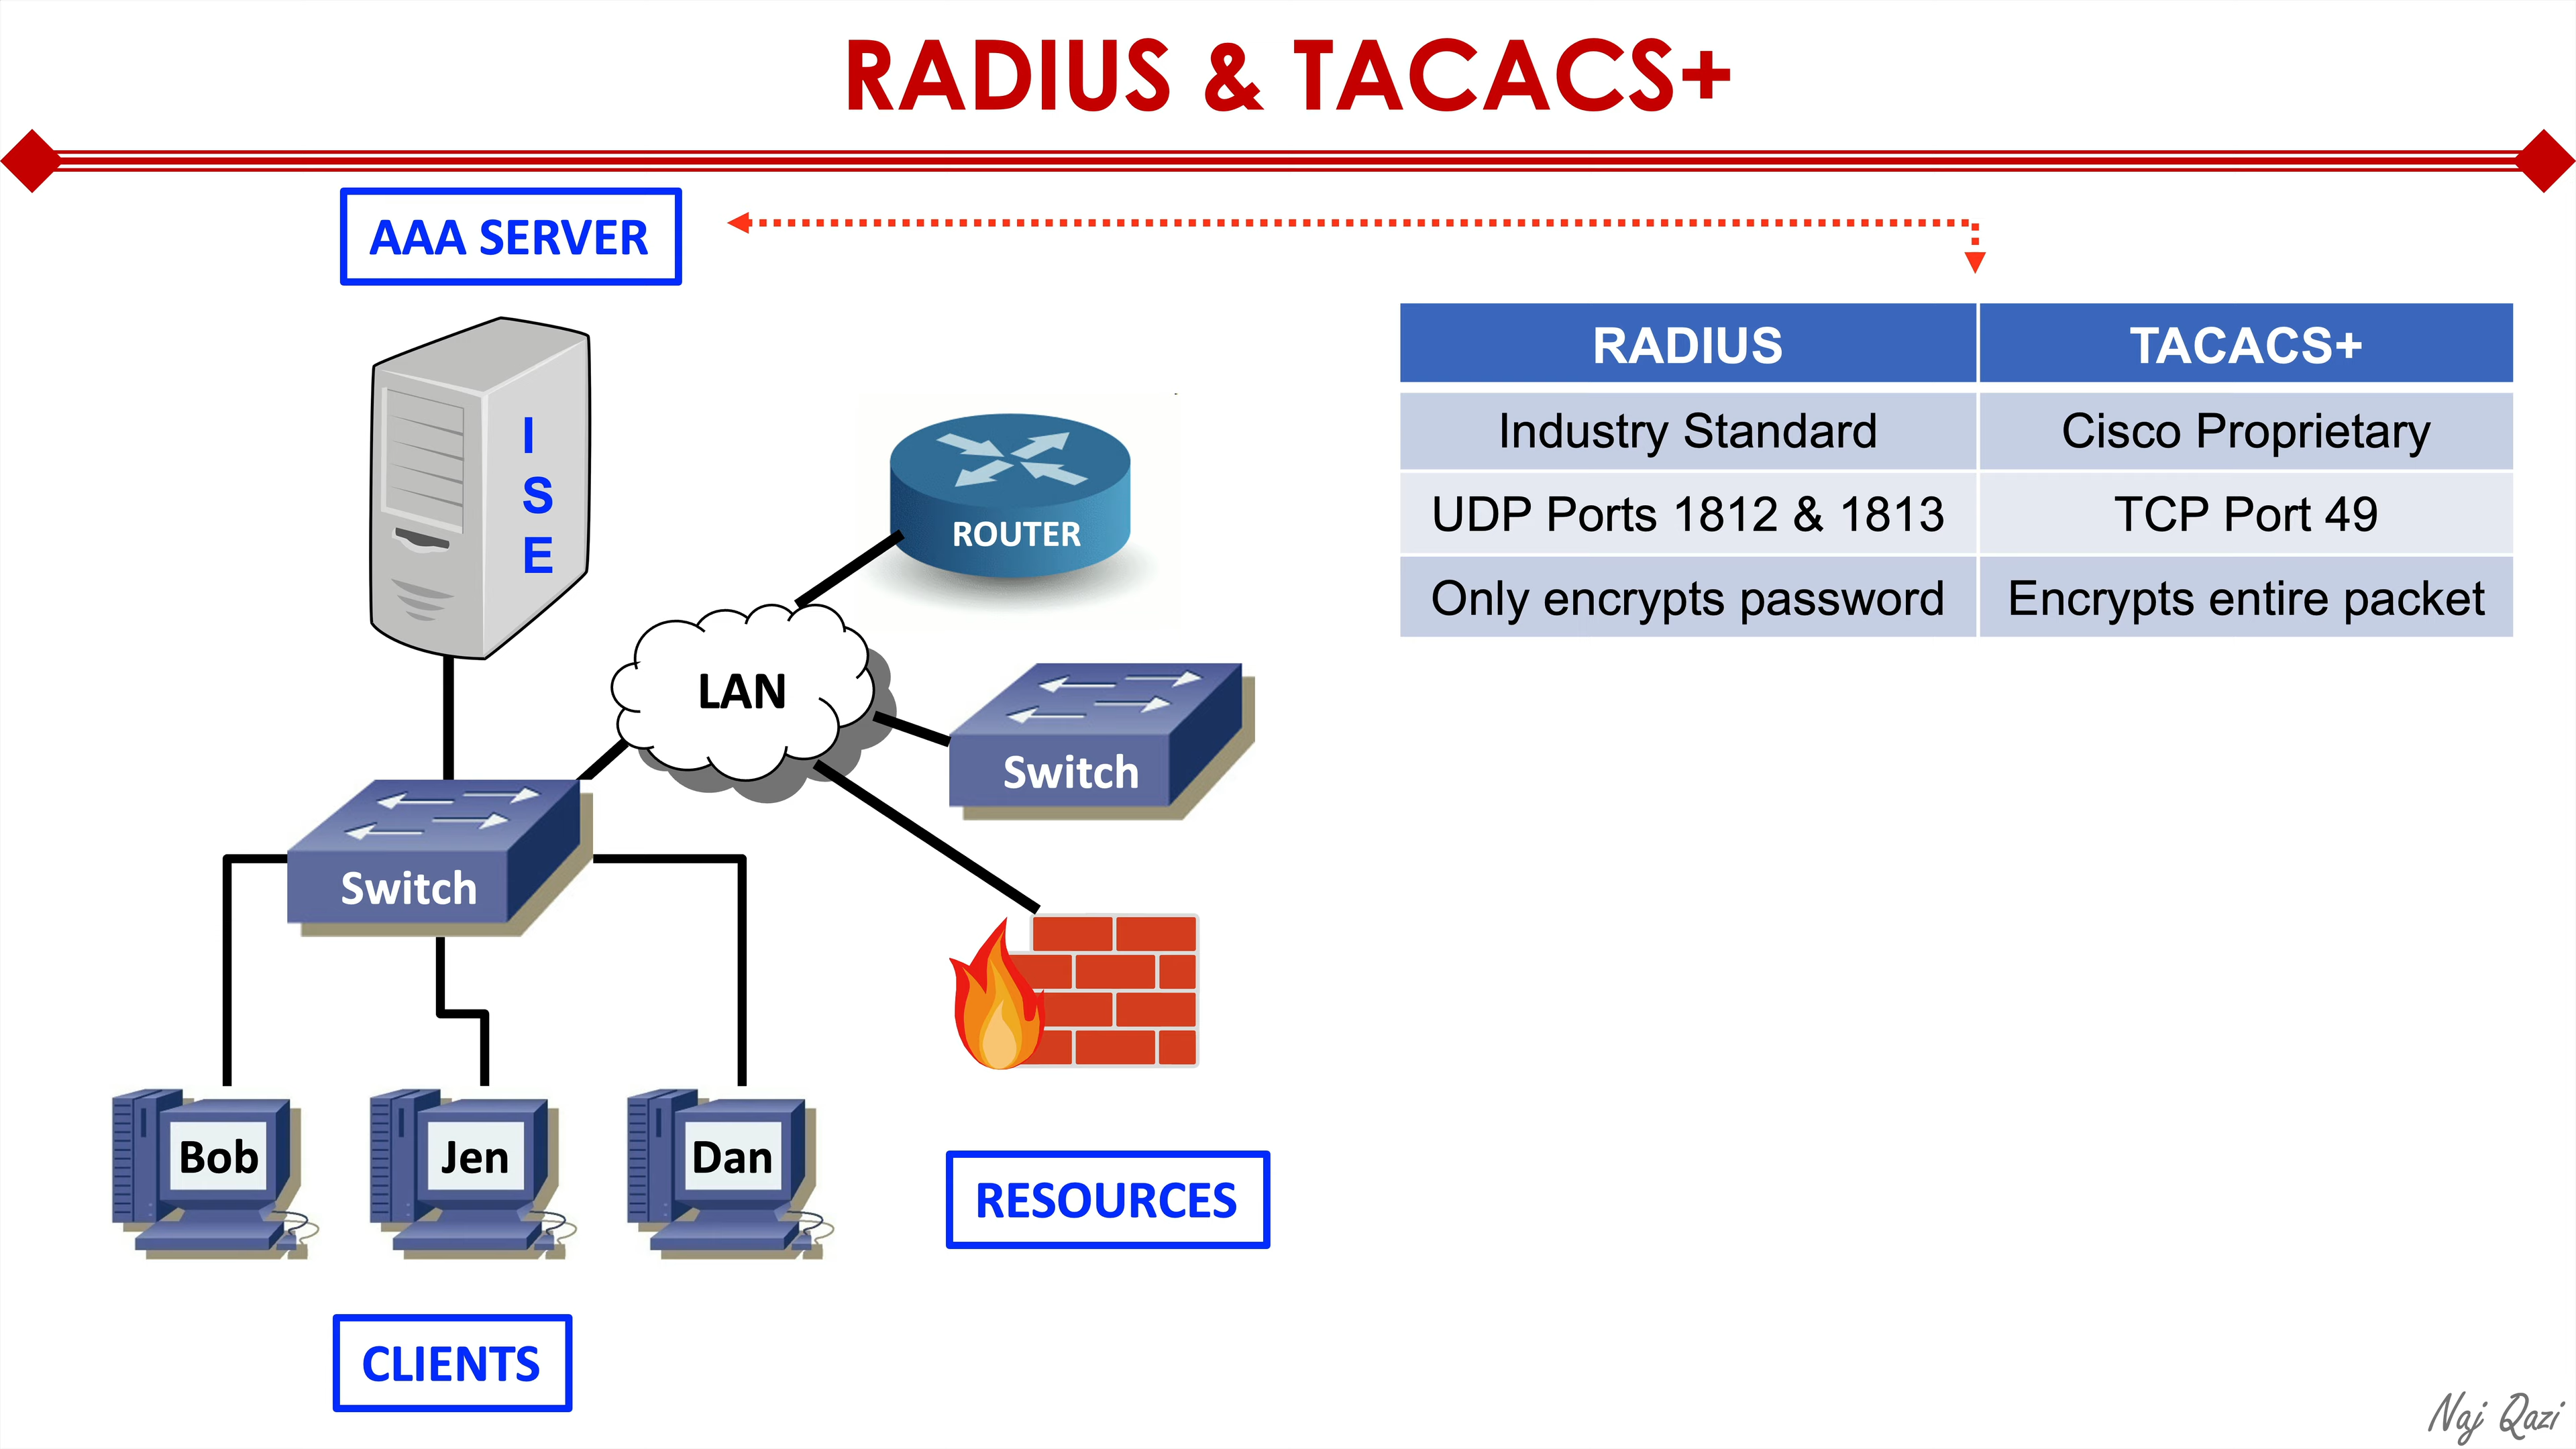 RADIUS & TACACS+
AAA SERVER
I
S
E
ROUTER
LAN
Switch
Switch
Bob
Jen
Dan
RESOURCES
CLIENTS
RADIUS TACACS+
Industry Standard Cisco Proprietary
UDP Ports 1812 & 1813 TCP Port 49
Only encrypts password Encrypts entire packet
Naj Qazi